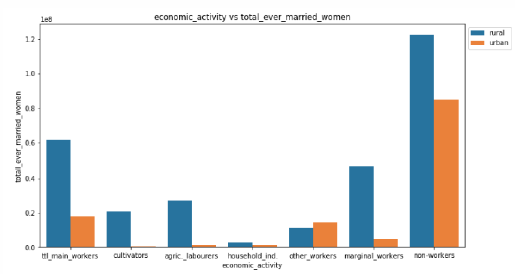 economic_activity vs total_ever_married_women
1e8
rural
urban
1.2
1.0
0.8
0.6
0.4
0.2
0.0
total_ever_married_women
ttl_main_workers cultivators agric._labourers household_ind. other_workers marginal_workers non-workers
economic_activity